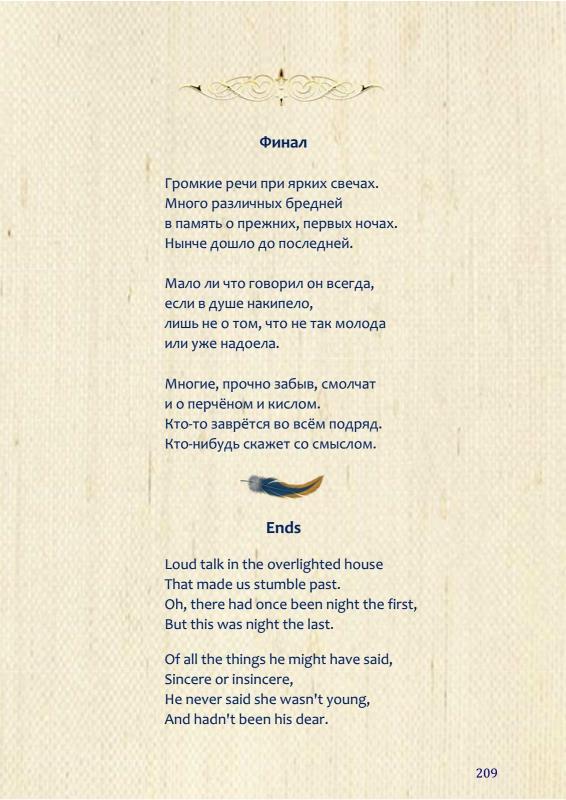 Финал
Громкие речи при ярких свечах.
Много различных бредней
в память о прежних, первых ночах.
Нынче дошло до последней.
Мало ли что говорил он всегда,
если в душе накипело,
лишь не о том, что не так молода
или уже надоела.
Многие, прочно забыв, смолчат
и о перчёном и кислом.
Кто-то заврётся во всём подряд.
Кто-нибудь скажет со смыслом.
Ends
Loud talk in the overlighted house
That made us stumble past.
Oh, there had once been night the first,
But this was night the last.
Of all the things he might have said,
Sincere or insincere,
He never said she wasn't young,
And hadn't been his dear.
209